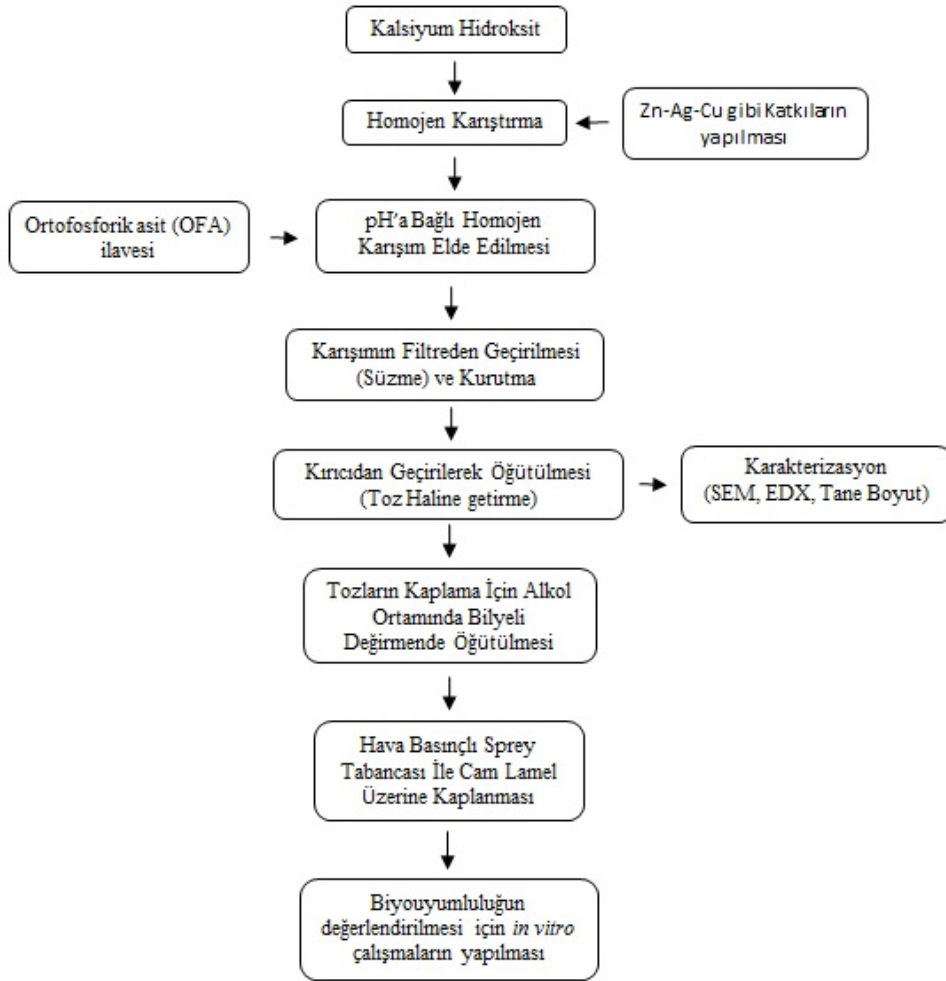 Kalsiyum Hidroksit
Homojen Karıştırma
Zn-Ag-Cu gibi Katkıların
yapılması
Ortofosforik asit (OFA)
ilavesi
pH'a Bağlı Homojen
Karışım Elde Edilmesi
Karışımın Filtreden Geçirilmesi
(Süzme) ve Kurutma
Kırıcıdan Geçirilerek Öğütülmesi
(Toz Haline getirme)
Karakterizasyon
(SEM, EDX, Tane Boyut)
Tozların Kaplama İçin Alkol
Ortamında Bilyeli
Değirmende Öğütülmesi
Hava Basınçlı Sprey
Tabancası İle Cam Lamel
Üzerine Kaplanması
Biyouyumluluğun
değerlendirilmesi için in vitro
çalışmaların yapılması